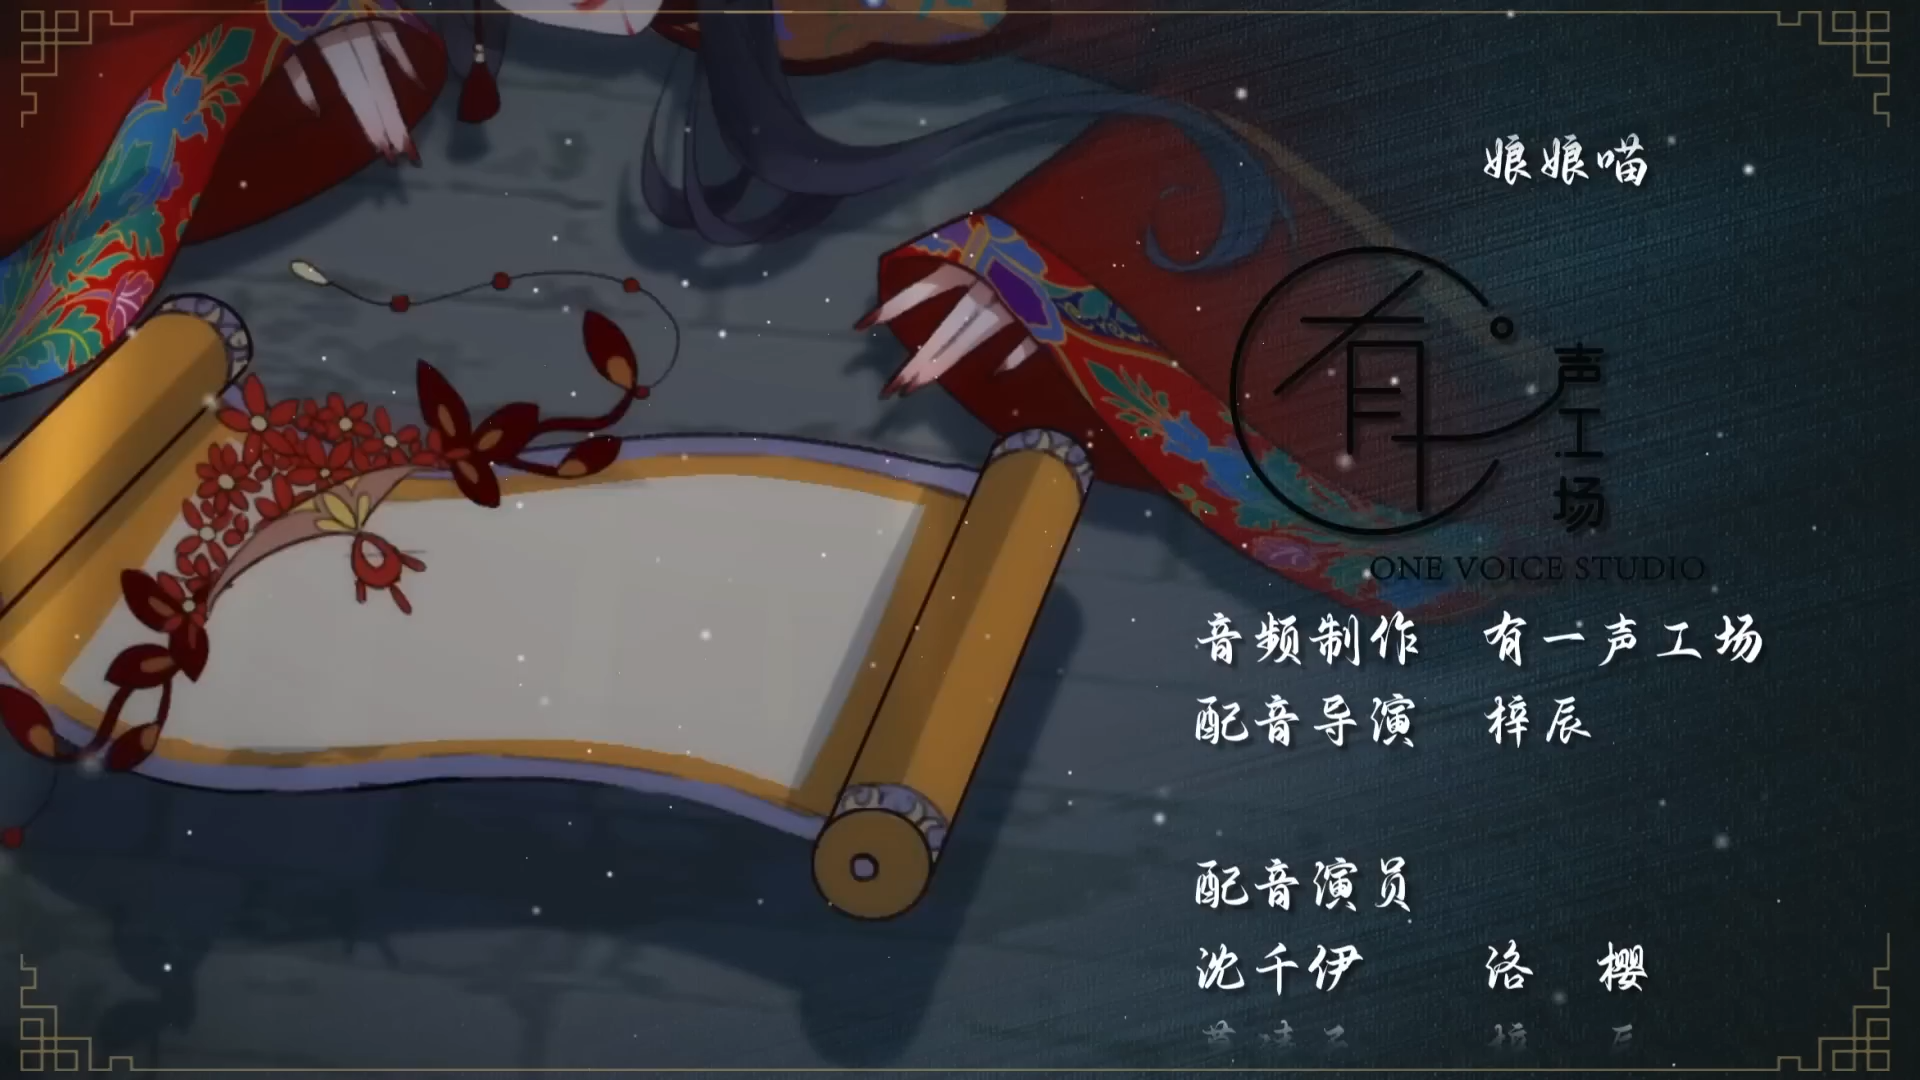 娘娘喵
有
声工场
ONE VOICE STUDIO
音频制作 有一声工场
配音导演 梓辰
配音演员
沈千伊 洛 樱